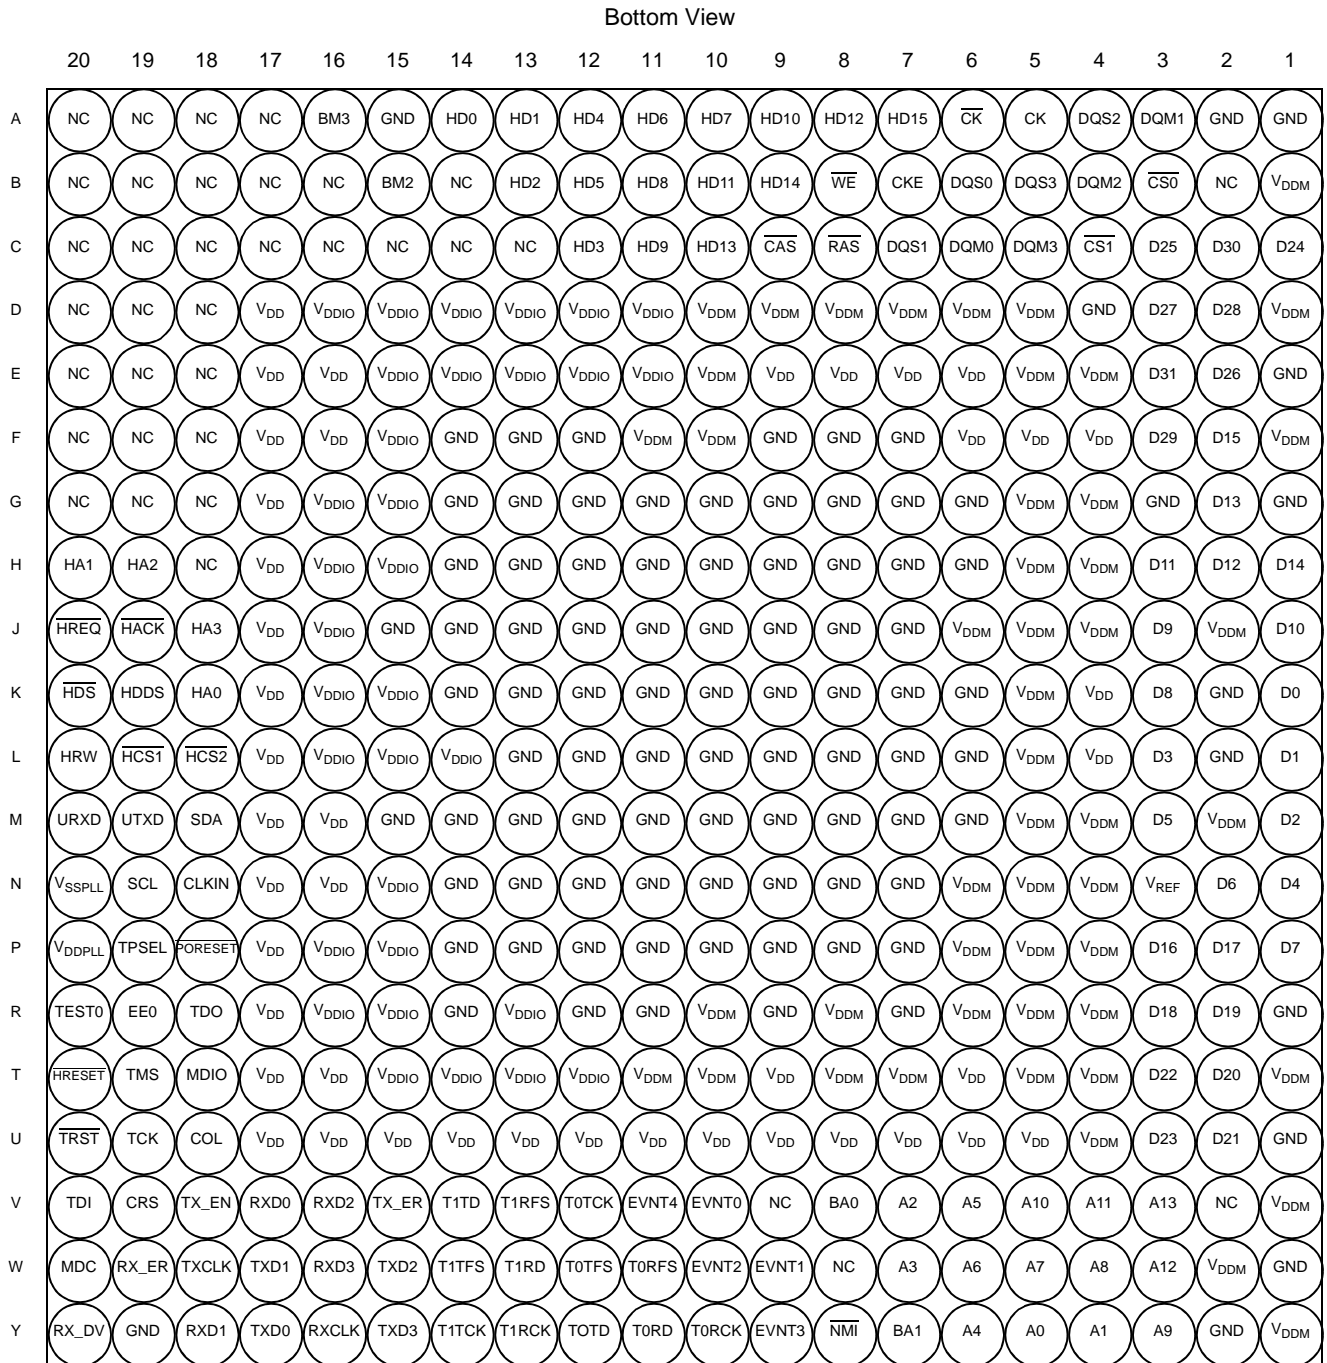 Bottom View
20 19 18 17 16 15 14 13 12 11 10 9 8 7 6 5 4 3 2 1
A NC NC NC NC BM3 GND HD0 HD1 HD4 HD6 HD7 HD10 HD12 HD15 C̅K̅ CK DQS2 DQM1 GND GND
B NC NC NC NC NC BM2 NC HD2 HD5 HD8 HD11 HD14 W̅E̅ CKE DQS0 DQS3 DQM2 C̅S̅0̅ NC VDDM
C NC NC NC NC NC NC NC NC HD3 HD9 HD13 C̅A̅S̅ R̅A̅S̅ DQS1 DQM0 DQM3 C̅S̅1̅ D25 D30 D24
D NC NC NC VDD VDDIO VDDIO VDDIO VDDIO VDDIO VDDIO VDDM VDDM VDDM VDDM VDDM VDDM GND D27 D28 VDDM
E NC NC NC VDD VDD VDDIO VDDIO VDDIO VDDIO VDDIO VDDM VDD VDD VDD VDD VDDM VDDM D31 D26 GND
F NC NC NC VDD VDD VDDIO GND GND GND VDDM VDDM GND GND GND VDD VDD VDD D29 D15 VDDM
G NC NC NC VDD VDDIO VDDIO GND GND GND GND GND GND GND GND GND VDDM VDDM GND D13 GND
H HA1 HA2 NC VDD VDDIO VDDIO GND GND GND GND GND GND GND GND GND VDDM VDDM D11 D12 D14
J H̅R̅E̅Q̅ H̅A̅C̅K̅ HA3 VDD VDDIO GND GND GND GND GND GND GND GND GND VDDM VDDM VDDM D9 VDDM D10
K H̅D̅S̅ HDDS HA0 VDD VDDIO VDDIO GND GND GND GND GND GND GND GND GND VDDM VDD D8 GND D0
L HRW H̅C̅S̅1̅ H̅C̅S̅2̅ VDD VDDIO VDDIO VDDIO GND GND GND GND GND GND GND GND VDDM VDD D3 GND D1
M URXD UTXD SDA VDD VDD GND GND GND GND GND GND GND GND GND GND VDDM VDDM D5 VDDM D2
N VSSPLL SCL CLKIN VDD VDD VDDIO GND GND GND GND GND GND GND GND VDDM VDDM VDDM VREF D6 D4
P VDDPLL TPSEL P̅O̅R̅E̅S̅E̅T̅ VDD VDDIO VDDIO GND GND GND GND GND GND GND GND VDDM VDDM VDDM D16 D17 D7
R TEST0 EE0 TDO VDD VDDIO VDDIO GND VDDIO GND GND VDDM GND VDDM GND VDDM VDDM VDDM D18 D19 GND
T H̅R̅E̅S̅E̅T̅ TMS MDIO VDD VDD VDDIO VDDIO VDDIO VDDIO VDDM VDDM VDD VDDM VDDM VDD VDDM VDDM D22 D20 VDDM
U T̅R̅S̅T̅ TCK COL VDD VDD VDD VDD VDD VDD VDD VDD VDD VDD VDD VDD VDD VDDM D23 D21 GND
V TDI CRS TX_EN RXD0 RXD2 TX_ER T1TD T1RFS T0TCK EVNT4 EVNT0 NC BA0 A2 A5 A10 A11 A13 NC VDDM
W MDC RX_ER TXCLK TXD1 RXD3 TXD2 T1TFS T1RD T0TFS T0RFS EVNT2 EVNT1 NC A3 A6 A7 A8 A12 VDDM GND
Y RX_DV GND RXD1 TXD0 RXCLK TXD3 T1TCK T1RCK TOTD T0RD T0RCK EVNT3 N̅M̅I̅ BA1 A4 A0 A1 A9 GND VDDM